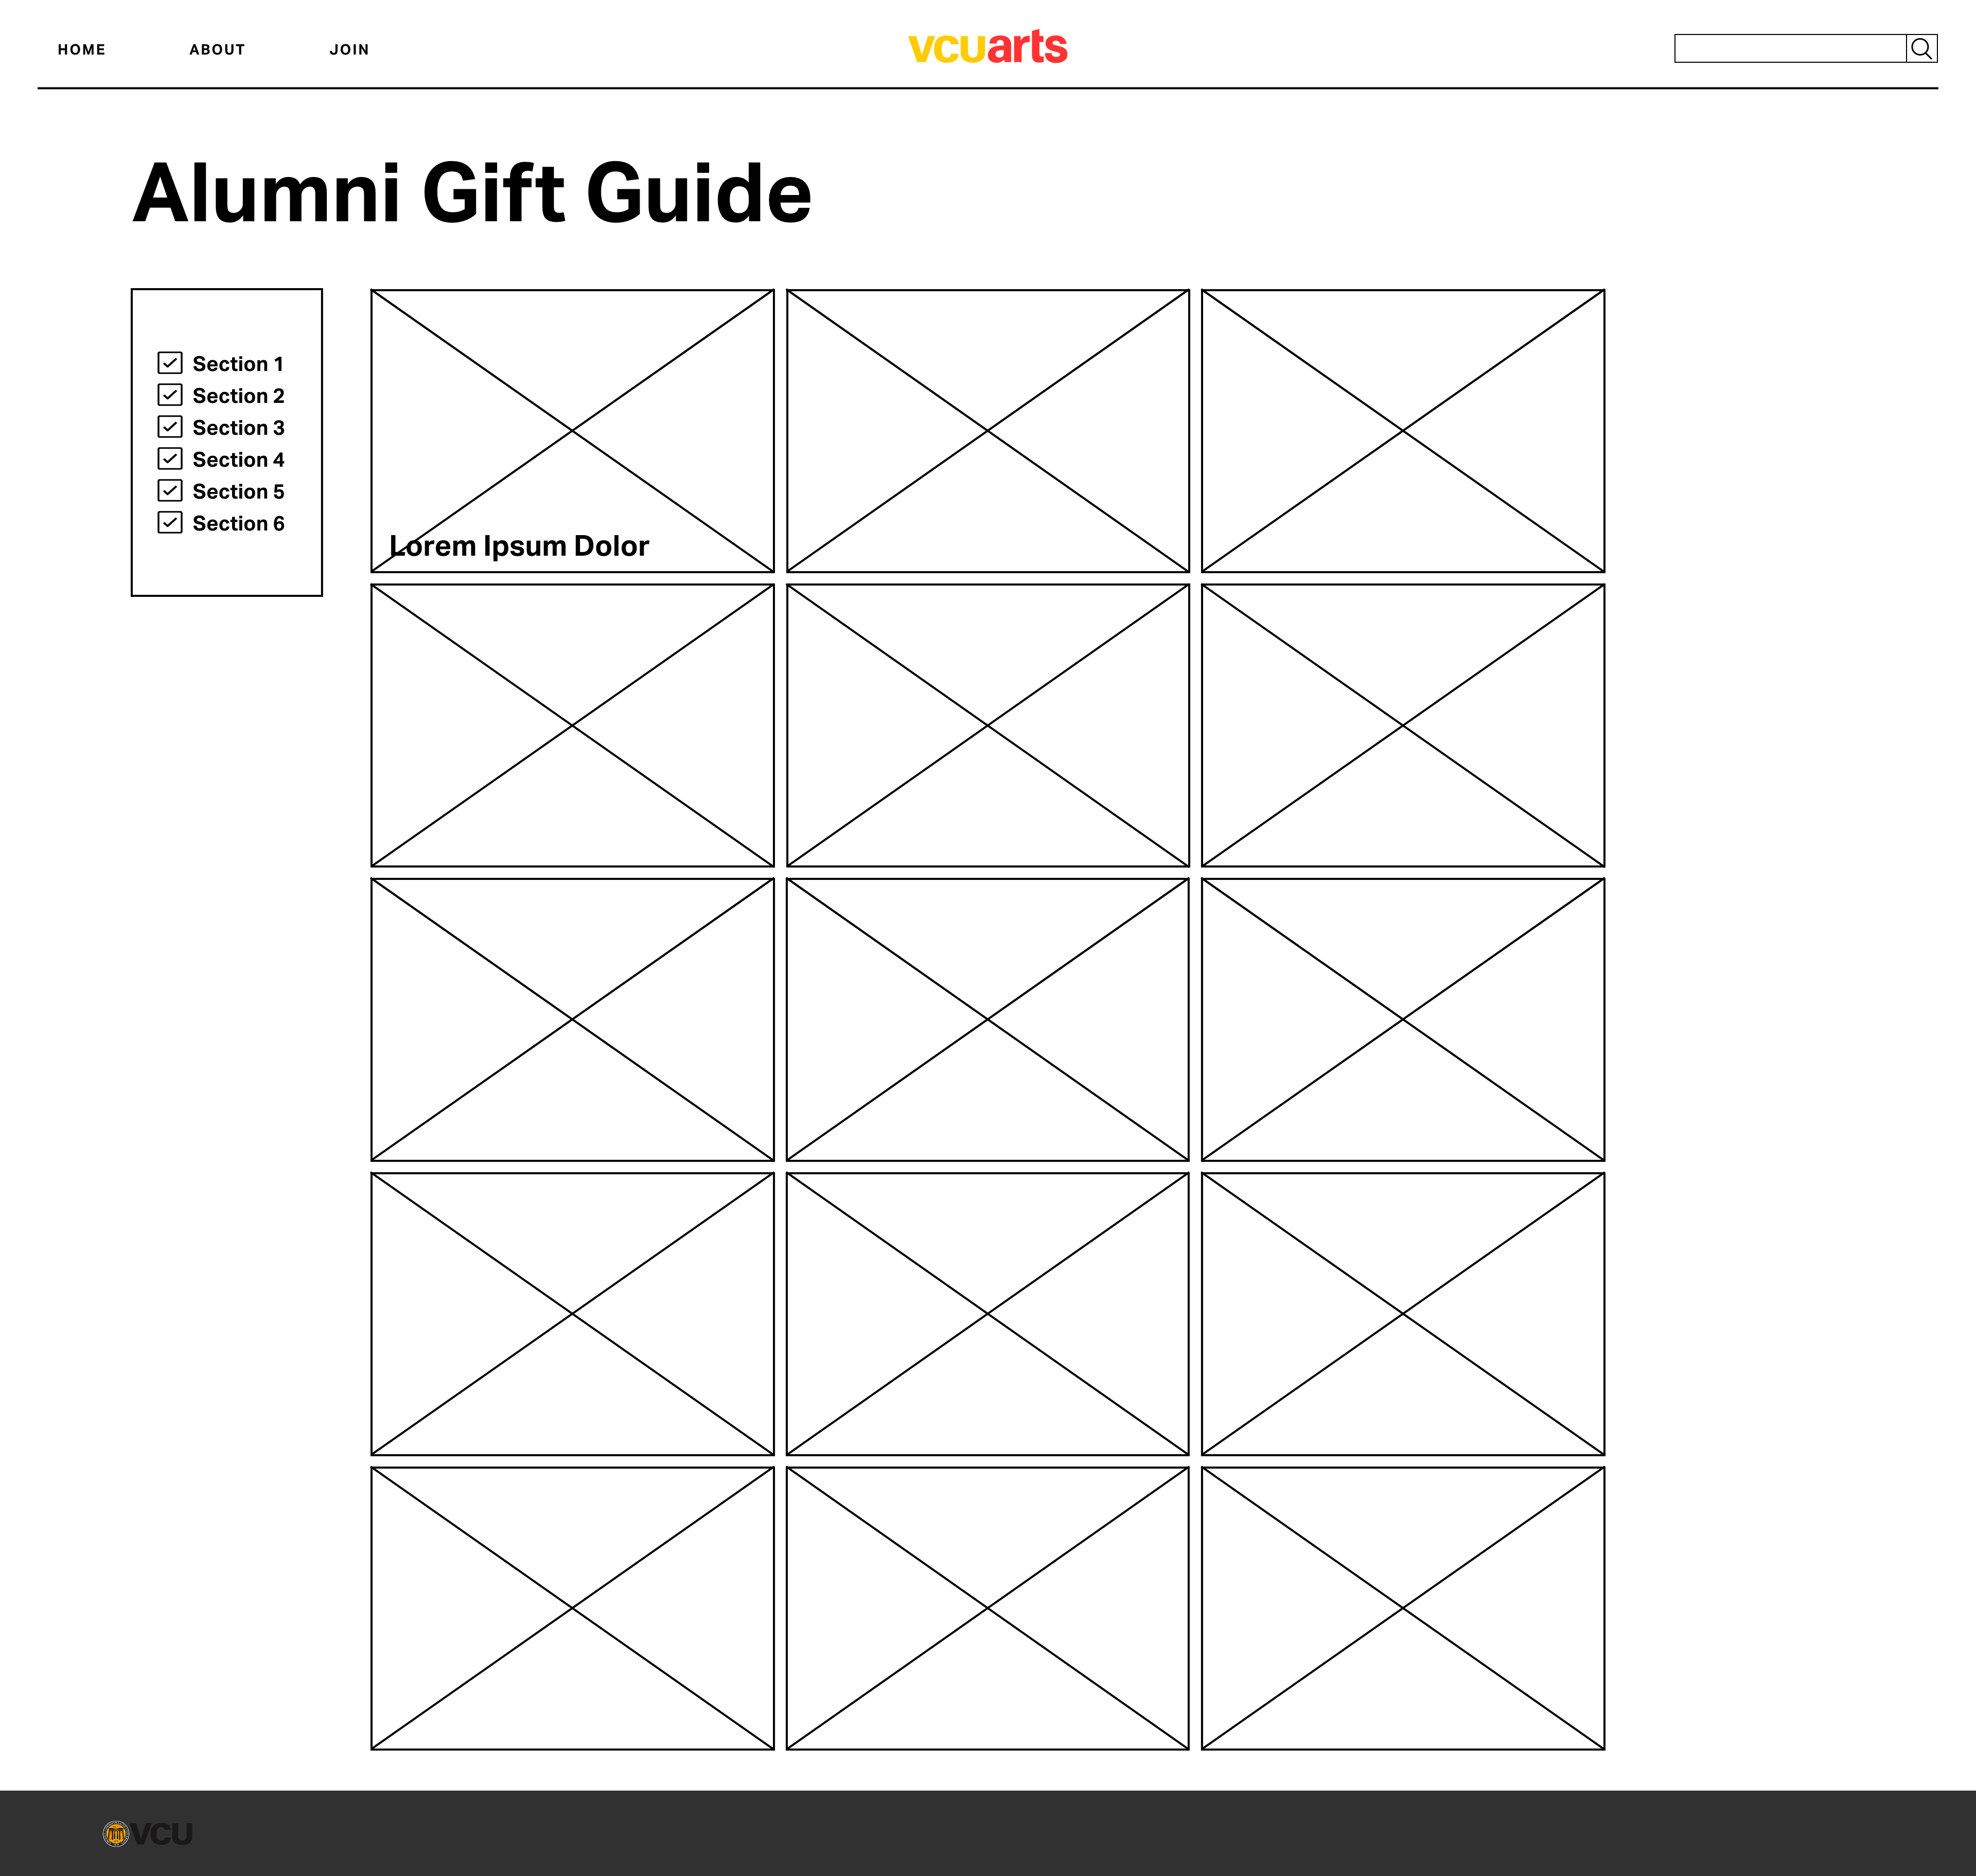 HOME ABOUT JOIN vcuarts
Alumni Gift Guide
Section 1
Section 2
Section 3
Section 4
Section 5
Section 6
Lorem Ipsum Dolor
VCU